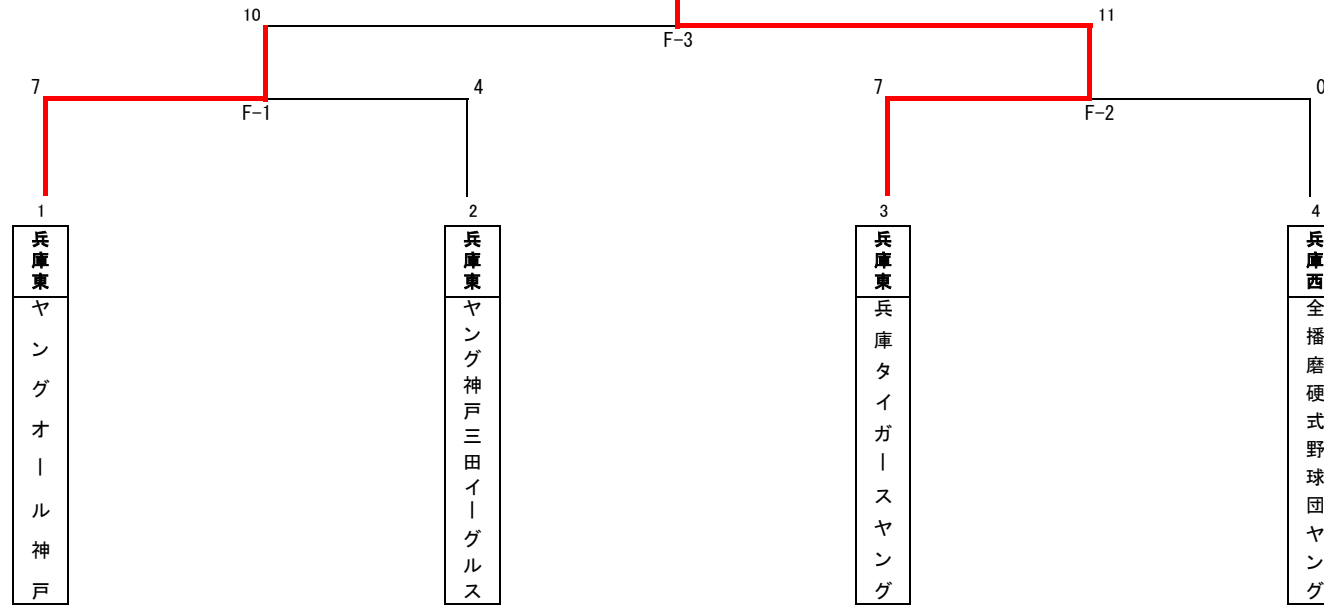 10
11
F-3
7
4
7
0
F-1
F-2
1
2
3
4
兵庫東
兵庫東
兵庫東
兵庫西
ヤングオール神戸
ヤング神戸三田イーグルス
兵庫タイガースヤング
全播磨硬式野球団ヤング